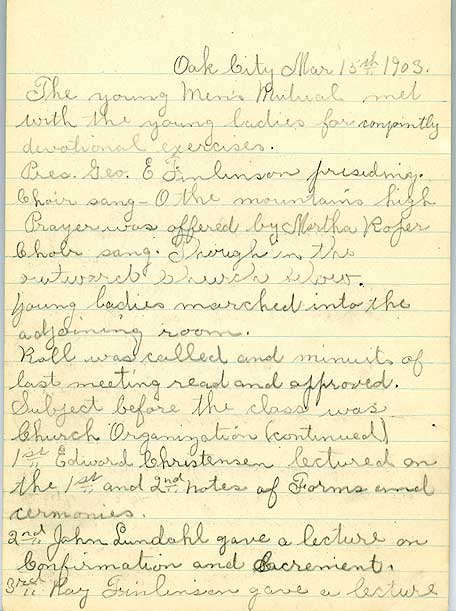 Oak City Mar 15th 1903.
The young Men's Mutual met
with the young ladies for conjointly
devotional exercises.
Pres. Geo. E Finlinson presiding.
Choir sang - O the mountains high
Prayer was offered by Martha Roper
Choir sang. Though in the
outward Church below.
Young ladies marched into the
adjoining room.
Roll was called and minuits of
last meeting read and approved.
Subject before the class was
Church Organization (continued)
1st Edward Christensen lectured on
the 1st and 2nd notes of Forms and
cermonies.
2nd John Lundahl gave a lecture on
Confirmation and Sacrement.
3rd Ray Finlinson gave a lecture